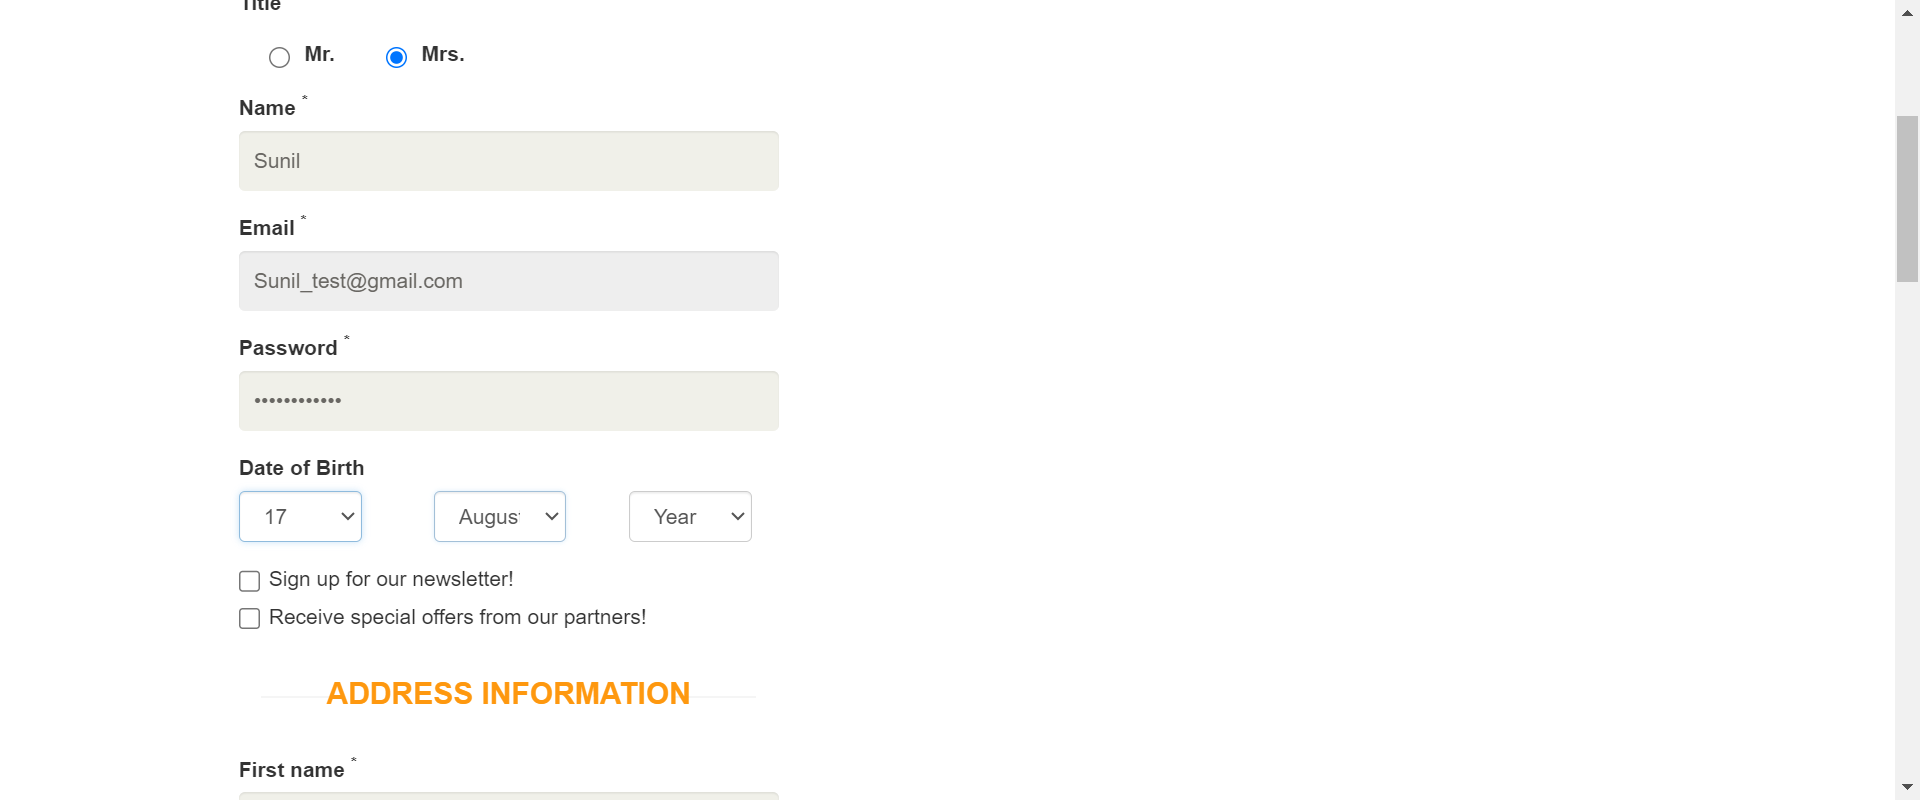 Title
Mr. Mrs.
Name *
Sunil
Email *
Sunil_test@gmail.com
Password *
••••••••••••
Date of Birth
17 Augus Year
Sign up for our newsletter!
Receive special offers from our partners!
ADDRESS INFORMATION
First name *